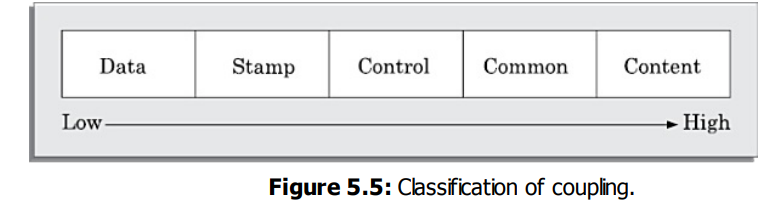 Data Stamp Control Common Content
Low High
Figure 5.5: Classification of coupling.